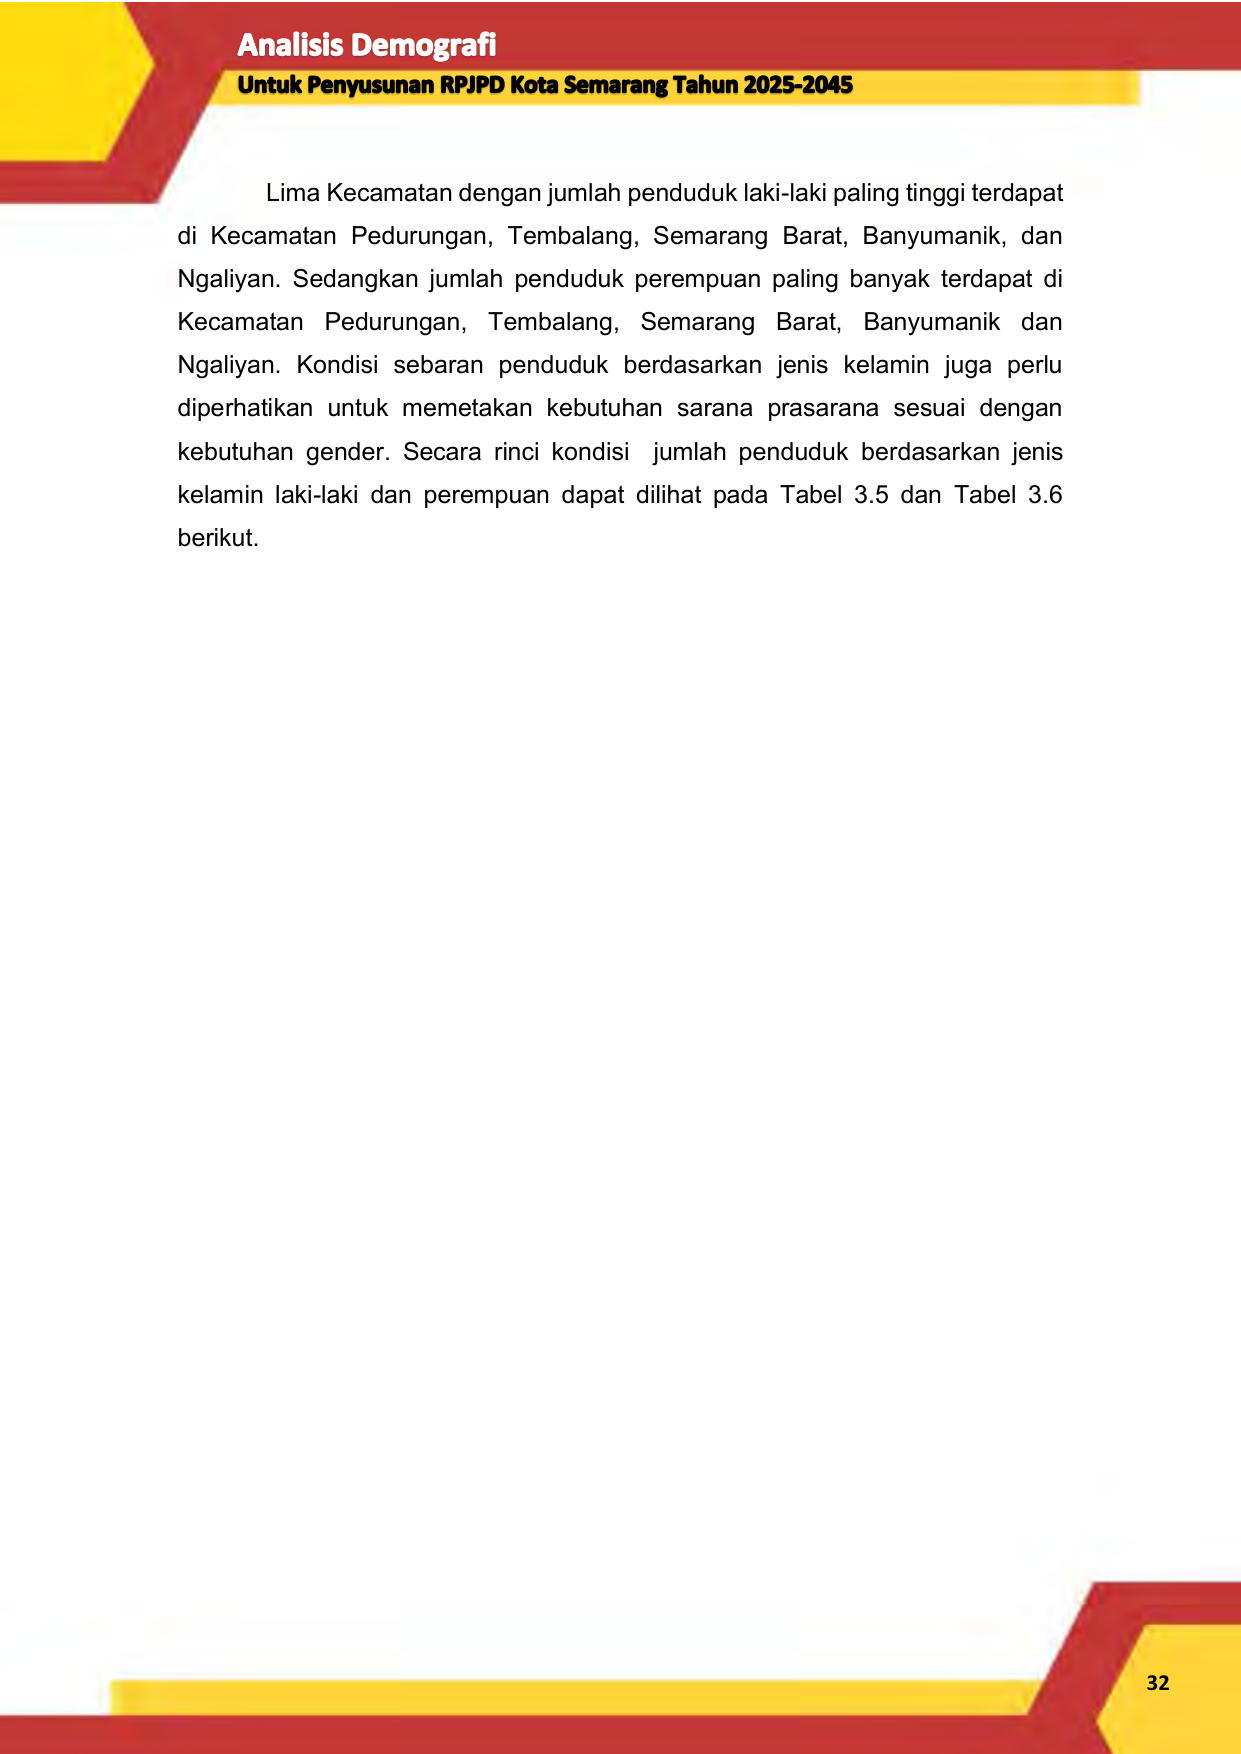 Analisis Demografi
Untuk Penyusunan RPJPD Kota Semarang Tahun 2025-2045
Lima Kecamatan dengan jumlah penduduk laki-laki paling tinggi terdapat
di Kecamatan Pedurungan, Tembalang, Semarang Barat, Banyumanik, dan
Ngaliyan. Sedangkan jumlah penduduk perempuan paling banyak terdapat di
Kecamatan Pedurungan, Tembalang, Semarang Barat, Banyumanik dan
Ngaliyan. Kondisi sebaran penduduk berdasarkan jenis kelamin juga perlu
diperhatikan untuk memetakan kebutuhan sarana prasarana sesuai dengan
kebutuhan gender. Secara rinci kondisi  jumlah penduduk berdasarkan jenis
kelamin laki-laki dan perempuan dapat dilihat pada Tabel 3.5 dan Tabel 3.6
berikut.
32